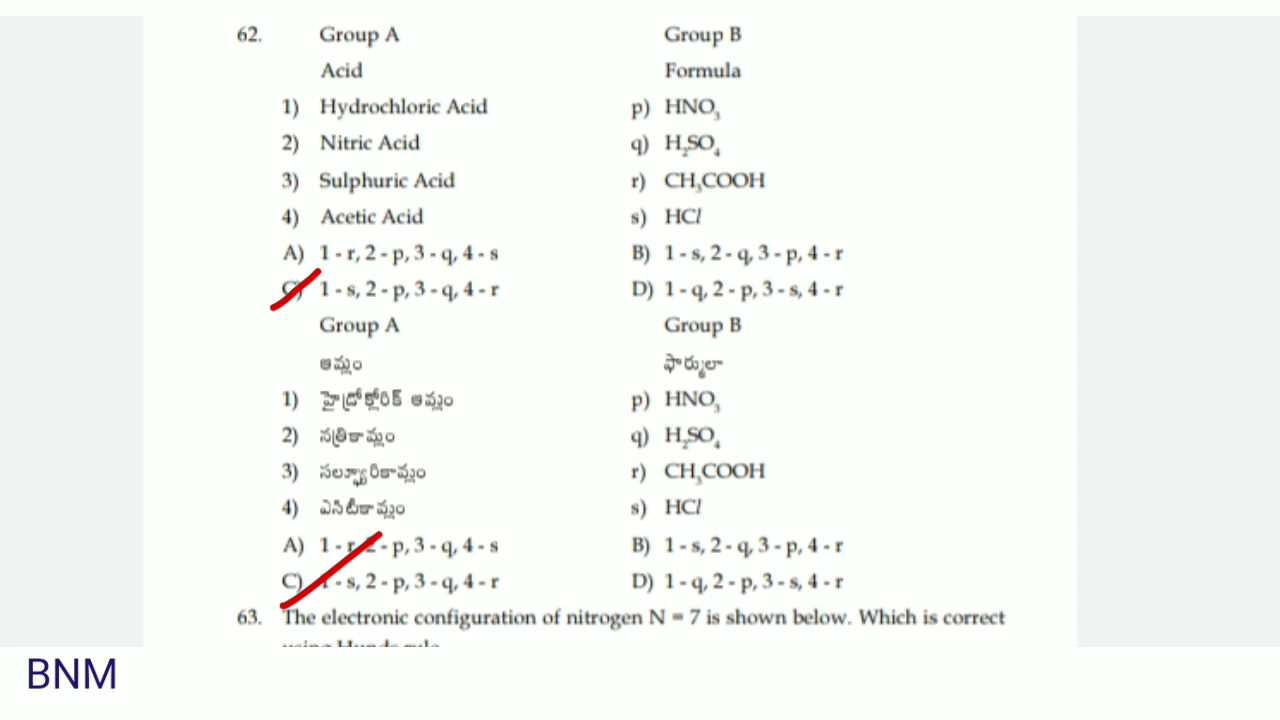 62. Group A Group B
Acid Formula
1) Hydrochloric Acid p) HNO₃
2) Nitric Acid q) H₂SO₄
3) Sulphuric Acid r) CH₃COOH
4) Acetic Acid s) HCl
A) 1 - r, 2 - p, 3 - q, 4 - s B) 1 - s, 2 - q, 3 - p, 4 - r
C) 1 - s, 2 - p, 3 - q, 4 - r D) 1 - q, 2 - p, 3 - s, 4 - r
Group A Group B
ఆమ్లం ఫార్ములా
1) హైడ్రోక్లోరిక్ ఆమ్లం p) HNO₃
2) నత్రికామ్లం q) H₂SO₄
3) సల్ఫ్యూరికామ్లం r) CH₃COOH
4) ఎసిటికామ్లం s) HCl
A) 1 - r, 2 - p, 3 - q, 4 - s B) 1 - s, 2 - q, 3 - p, 4 - r
C) 1 - s, 2 - p, 3 - q, 4 - r D) 1 - q, 2 - p, 3 - s, 4 - r
63. The electronic configuration of nitrogen N = 7 is shown below. Which is correct
using Hunds rule
BNM